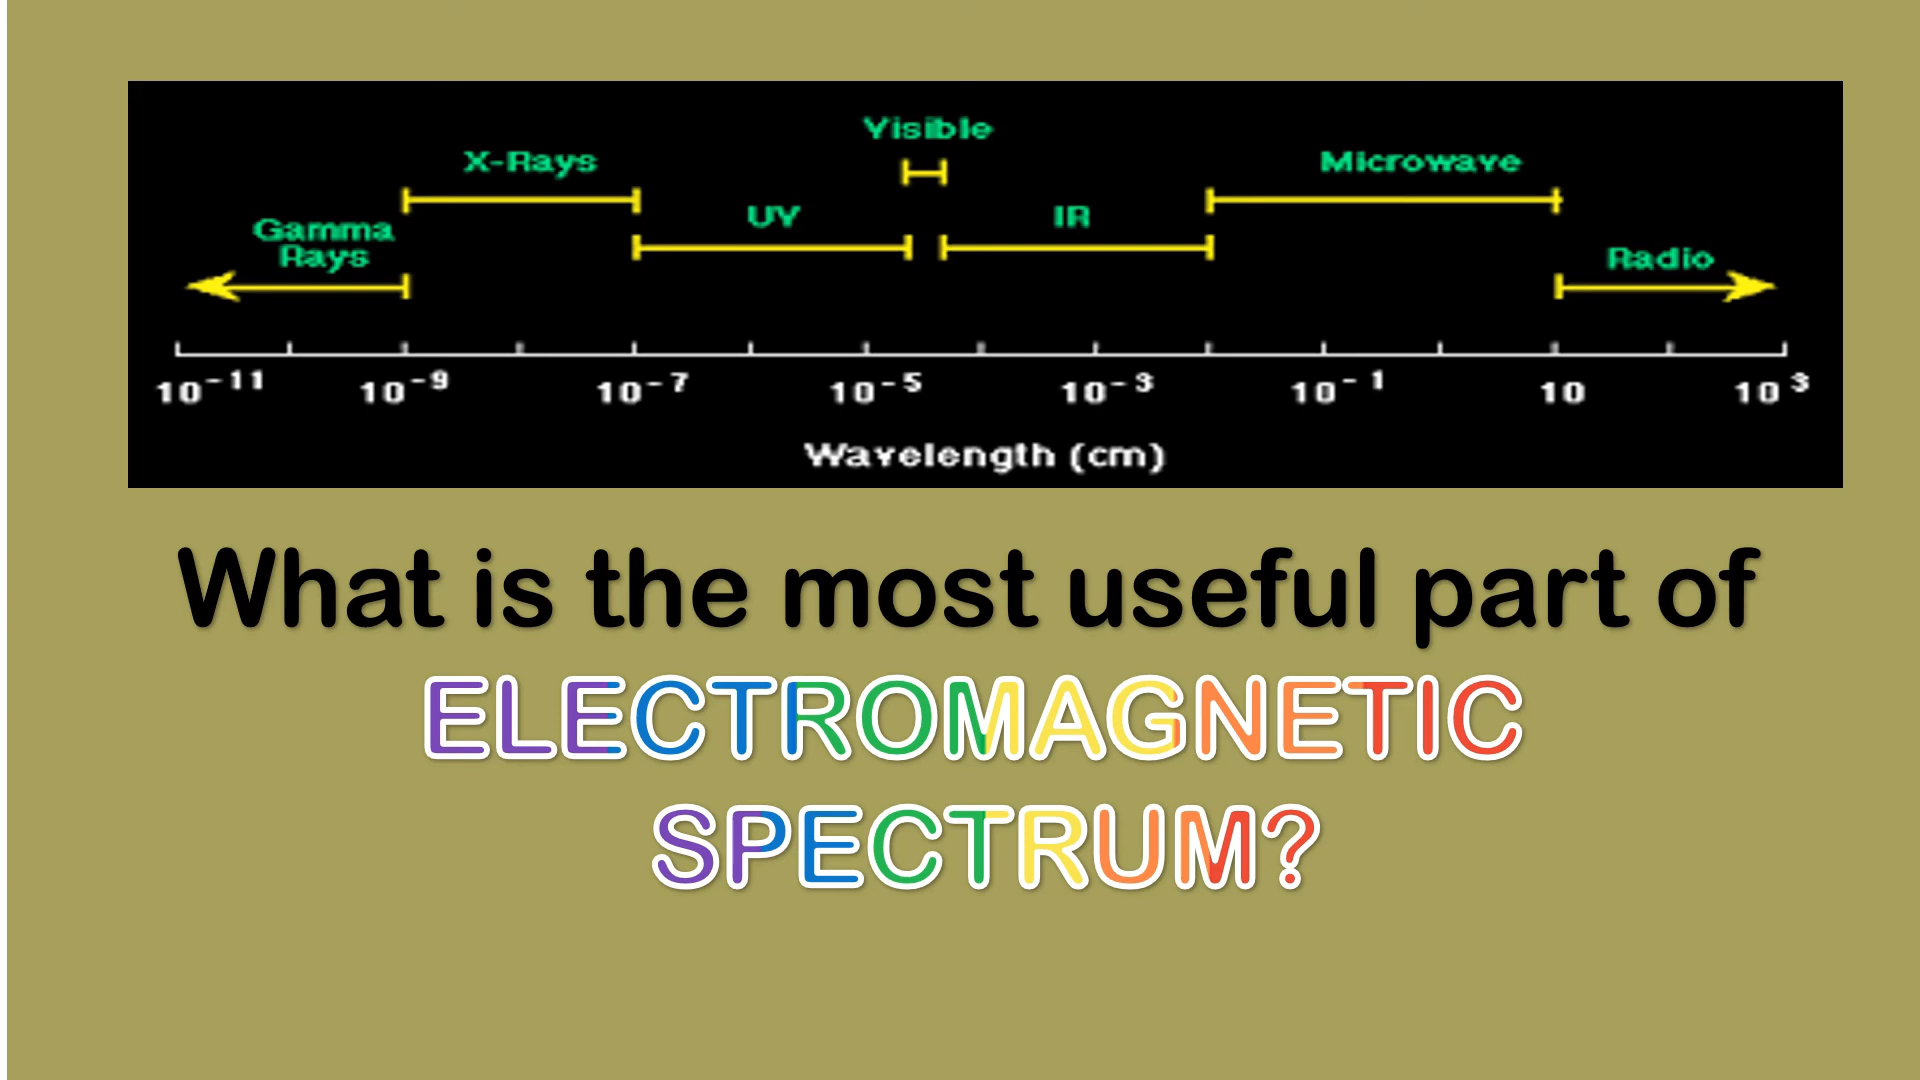 Visible
X-Rays
Microwave
UV
IR
Gamma
Rays
Radio
10⁻¹¹ 10⁻⁹ 10⁻⁷ 10⁻⁵ 10⁻³ 10⁻¹ 10 10³
Wavelength (cm)
What is the most useful part of
ELECTROMAGNETIC
SPECTRUM?